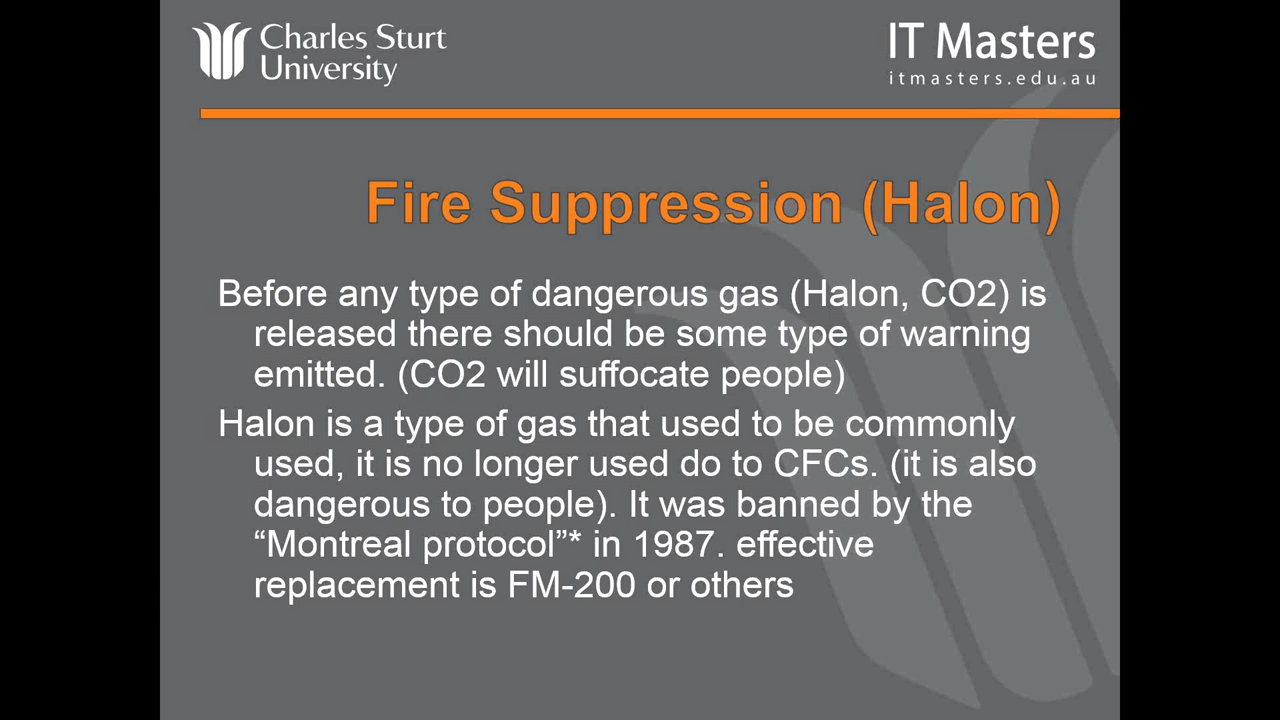 Charles Sturt
University
IT Masters
itmasters.edu.au
Fire Suppression (Halon)
Before any type of dangerous gas (Halon, CO2) is
released there should be some type of warning
emitted. (CO2 will suffocate people)
Halon is a type of gas that used to be commonly
used, it is no longer used do to CFCs. (it is also
dangerous to people). It was banned by the
“Montreal protocol”* in 1987. effective
replacement is FM-200 or others